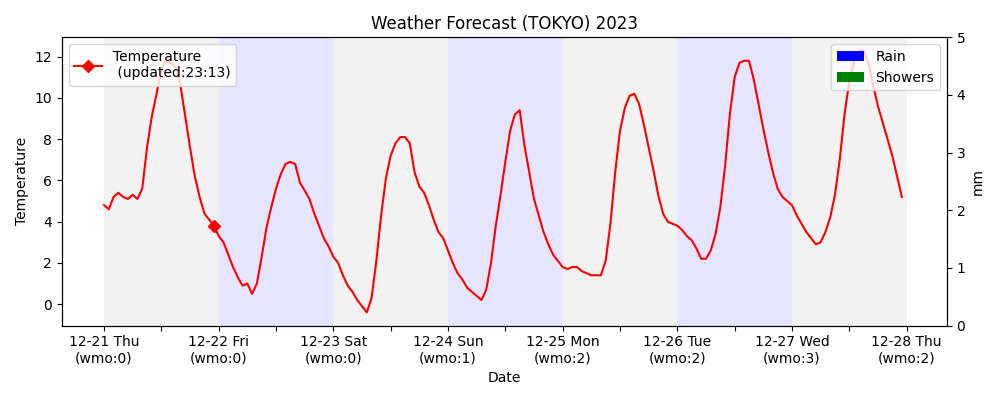 Weather Forecast (TOKYO) 2023
Temperature
(updated:23:13)
Rain
Showers
12
10
8
6
4
2
0
Temperature
5
4
3
2
1
0
mm
12-21 Thu
(wmo:0)
12-22 Fri
(wmo:0)
12-23 Sat
(wmo:0)
12-24 Sun
(wmo:1)
12-25 Mon
(wmo:2)
12-26 Tue
(wmo:2)
12-27 Wed
(wmo:3)
12-28 Thu
(wmo:2)
Date